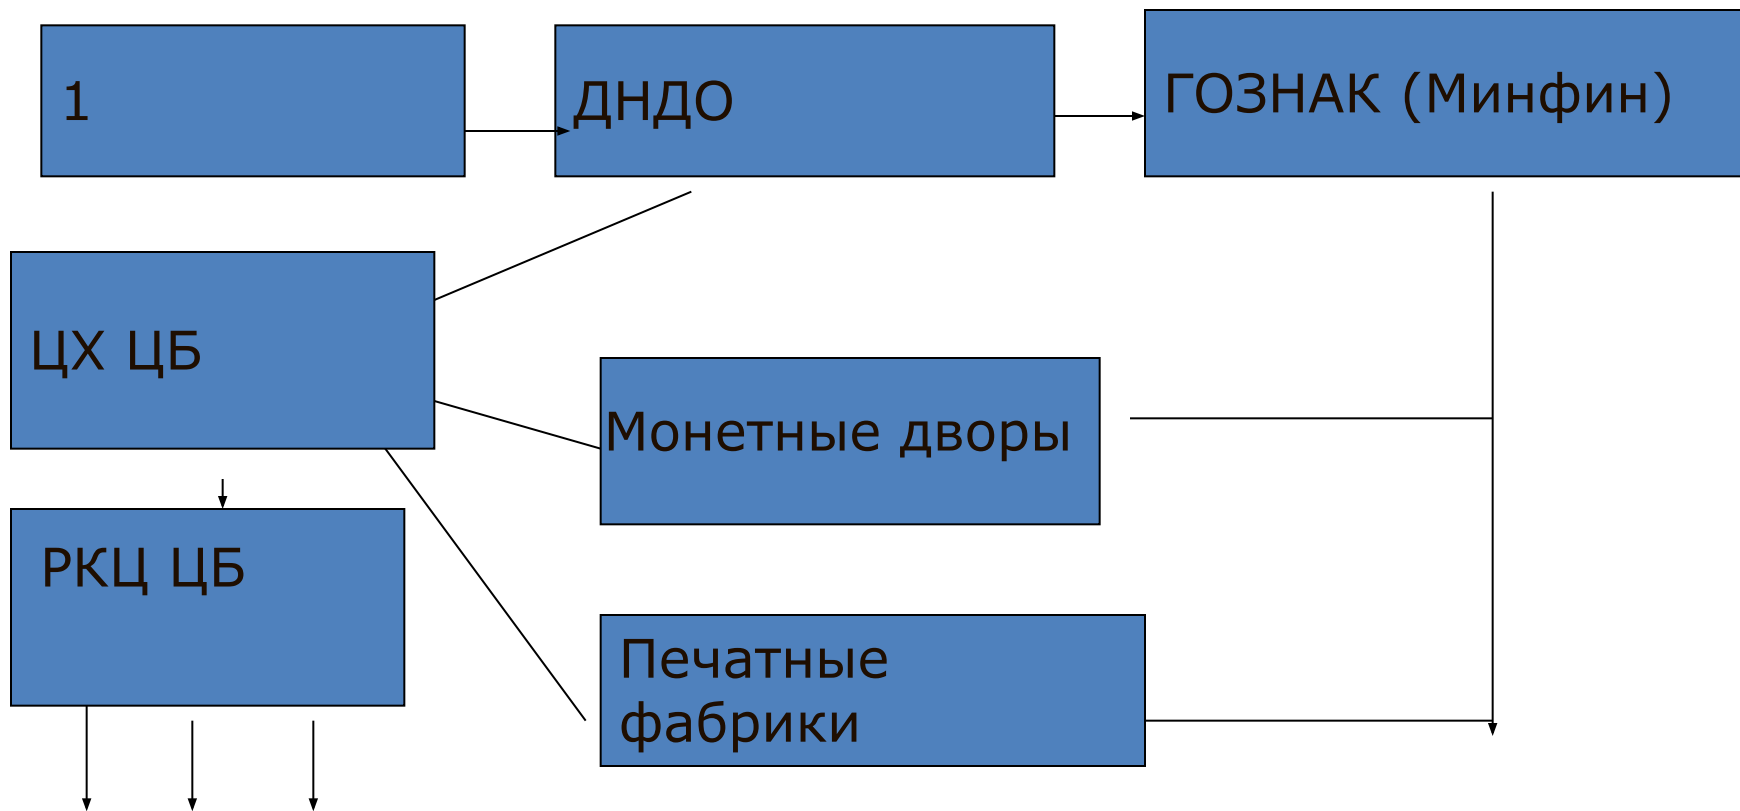 1
ДНДО
ГОЗНАК (Минфин)
ЦХ ЦБ
Монетные дворы
РКЦ ЦБ
Печатные
фабрики